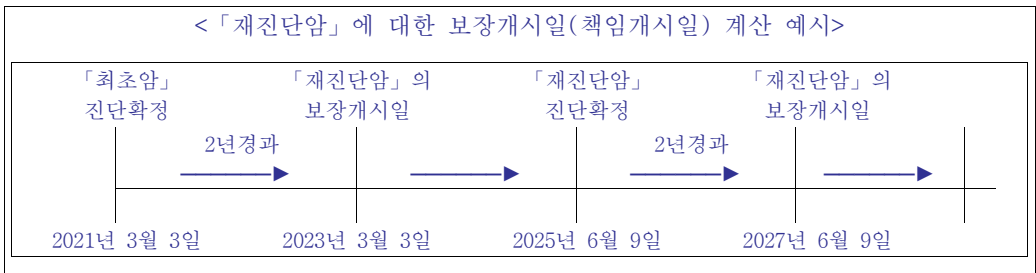 <「재진단암」에 대한 보장개시일(책임개시일) 계산 예시>
「최초암」 「재진단암」의 「재진단암」 「재진단암」의
진단확정 보장개시일 진단확정 보장개시일
2년경과 2년경과
2021년 3월 3일 2023년 3월 3일 2025년 6월 9일 2027년 6월 9일